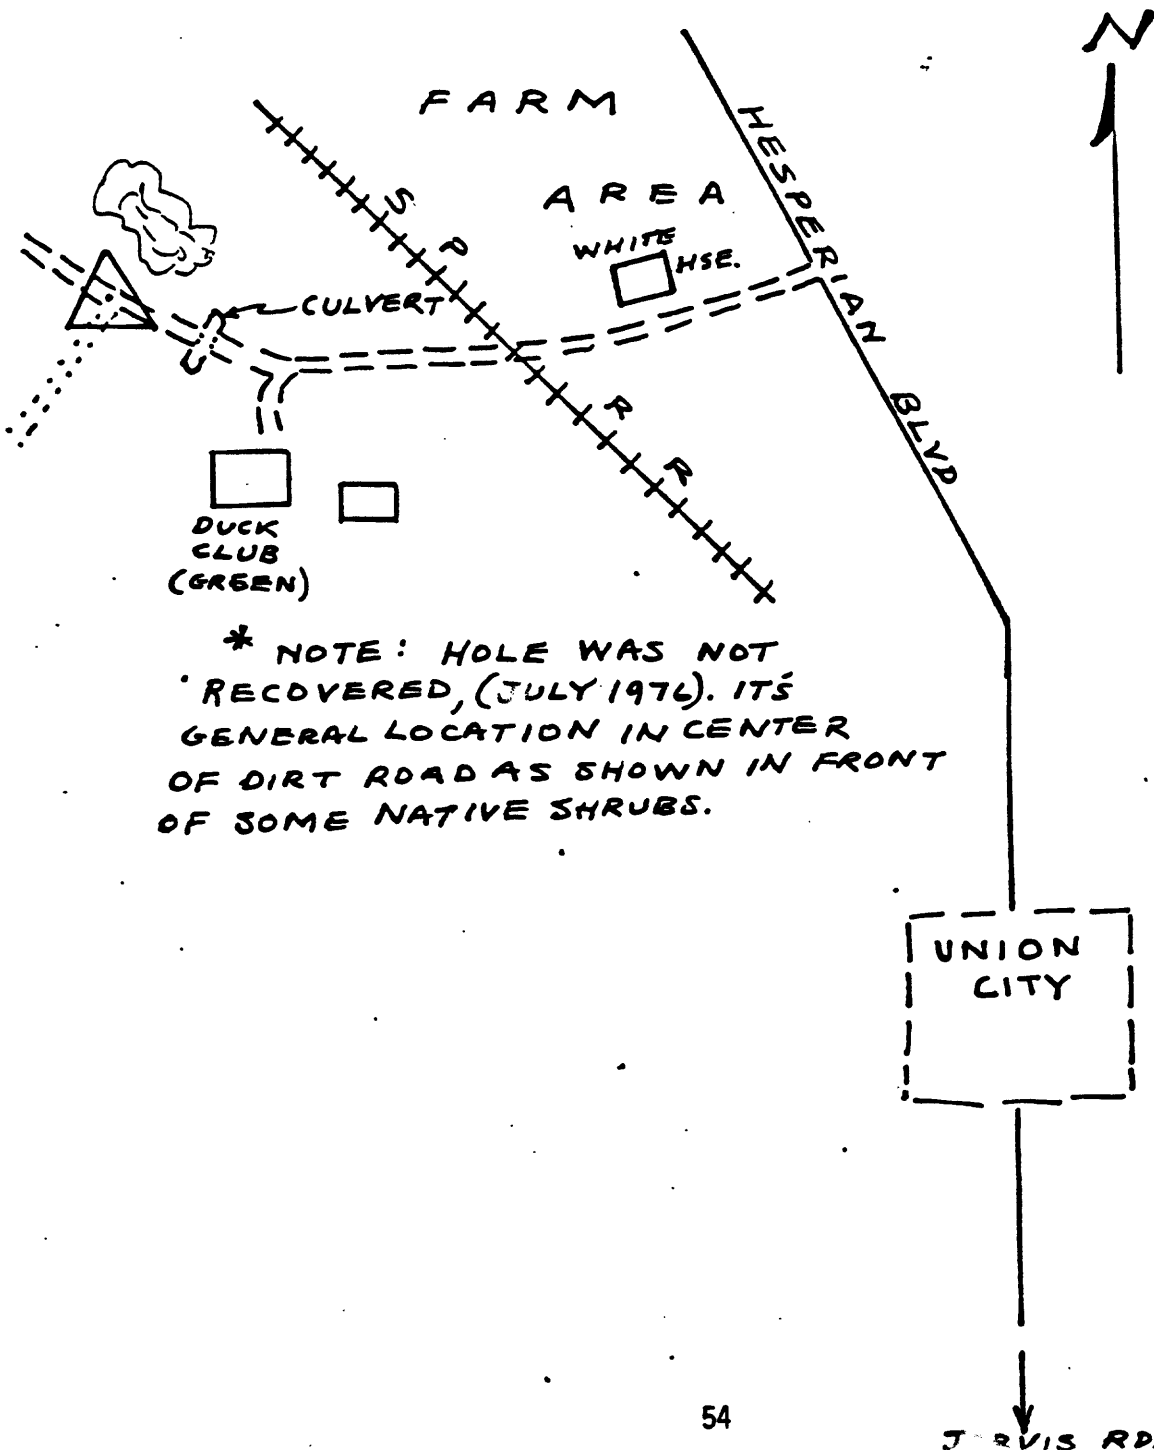 N
FARM
HESPERIAN BLVD
AREA
SPRR
WHITE
HSE.
CULVERT
DUCK
CLUB
(GREEN)
* NOTE: HOLE WAS NOT
RECOVERED, (JULY 1976). IT'S
GENERAL LOCATION IN CENTER
OF DIRT ROAD AS SHOWN IN FRONT
OF SOME NATIVE SHRUBS.
UNION
CITY
54
RD.